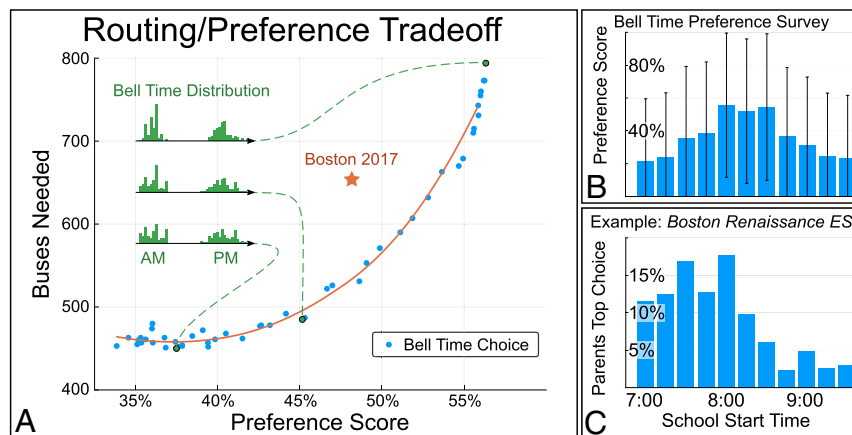 Routing/Preference Tradeoff
800
700
600
500
400
Buses Needed
Bell Time Distribution
Boston 2017
AM
PM
Bell Time Choice
35%
40%
45%
50%
55%
Preference Score
A
Bell Time Preference Survey
Preference Score
80%
40%
B
Example: Boston Renaissance ES
Parents Top Choice
15%
10%
5%
7:00
8:00
9:00
School Start Time
C